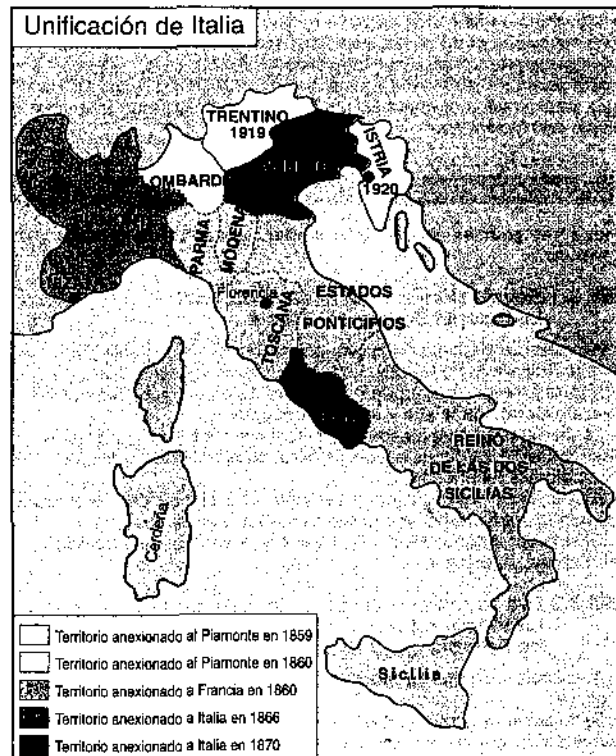 Unificación de Italia
TRENTINO
1919
ISTRIA
1920
LOMBARDI
PARMA
MODENA
Florencia
TOSCANA
ESTADOS
PONTICIPIOS
REINO
DE LAS DOS
SICILIAS
Cerdeña
Sicilia
Territorio anexionado al Piamonte en 1859
Territorio anexionado al Piamonte en 1860
Territorio anexionado a Francia en 1860
Territorio anexionado a Italia en 1866
Territorio anexionado a Italia en 1870